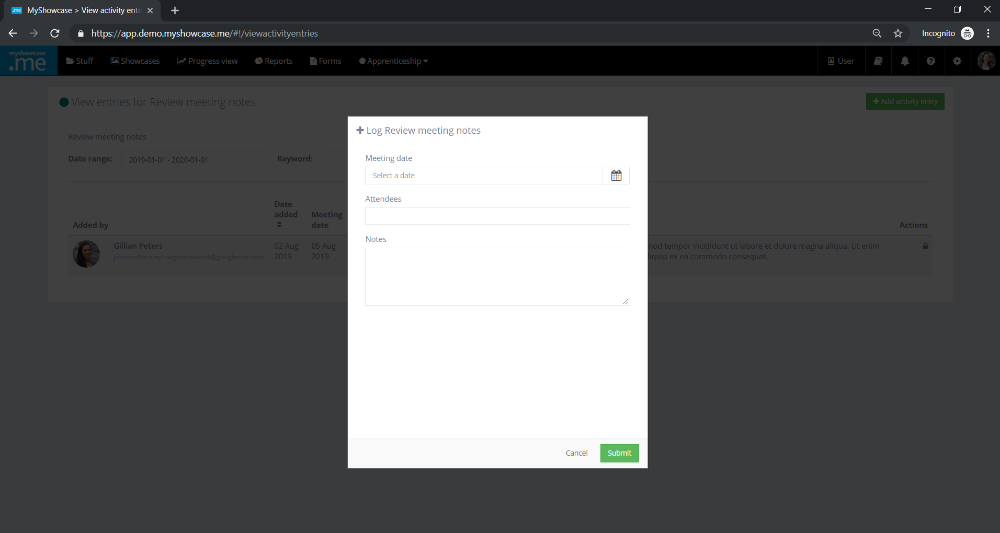 MyShowcase > View activity entr
https://app.demo.myshowcase.me/#!/viewactivityentries
Incognito
myshowcase
.me
Stuff
Showcases
Progress view
Reports
Forms
Apprenticeship
User
View entries for Review meeting notes
Add activity entry
Review meeting notes
Date range:
2019-01-01 - 2020-01-01
Keyword:
Added by
Date added
Meeting date
Actions
Gillian Peters
johnlordbentley+degreesatwork@googlemail.com
02 Aug 2019
05 Aug 2019
mod tempor incididunt ut labore et dolore magna aliqua. Ut enim
liquip ex ea commodo consequat.
Log Review meeting notes
Meeting date
Select a date
Attendees
Notes
Cancel
Submit